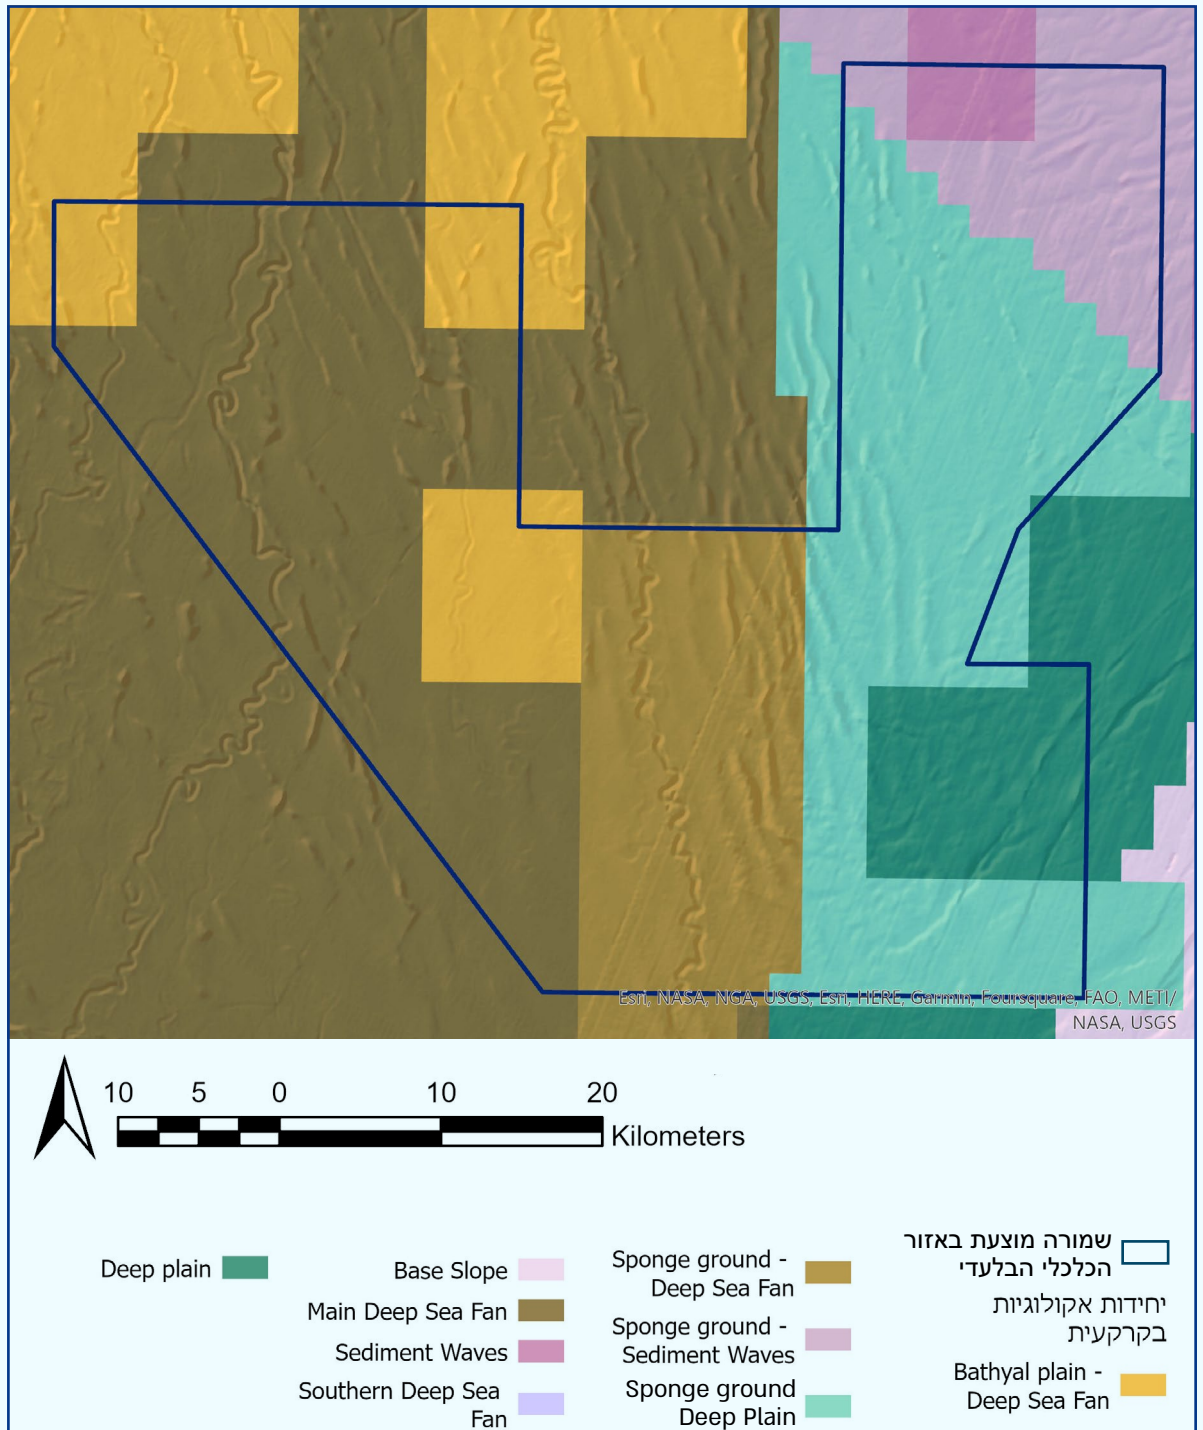 Esri, NASA, NGA, USGS, Esri, HERE, Garmin, Foursquare, FAO, METI/
NASA, USGS
10 5 0 10 20
Kilometers
שמורה מוצעת באזור
הכלכלי הבלעדי
יחידות אקולוגיות
בקרקעית
Bathyal plain -
Deep Sea Fan
Sponge ground -
Deep Sea Fan
Sponge ground -
Sediment Waves
Sponge ground
Deep Plain
Base Slope
Main Deep Sea Fan
Sediment Waves
Southern Deep Sea
Fan
Deep plain